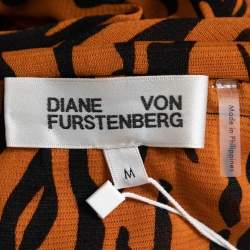 DIANE VON
FURSTENBERG
M
Made in Philippines